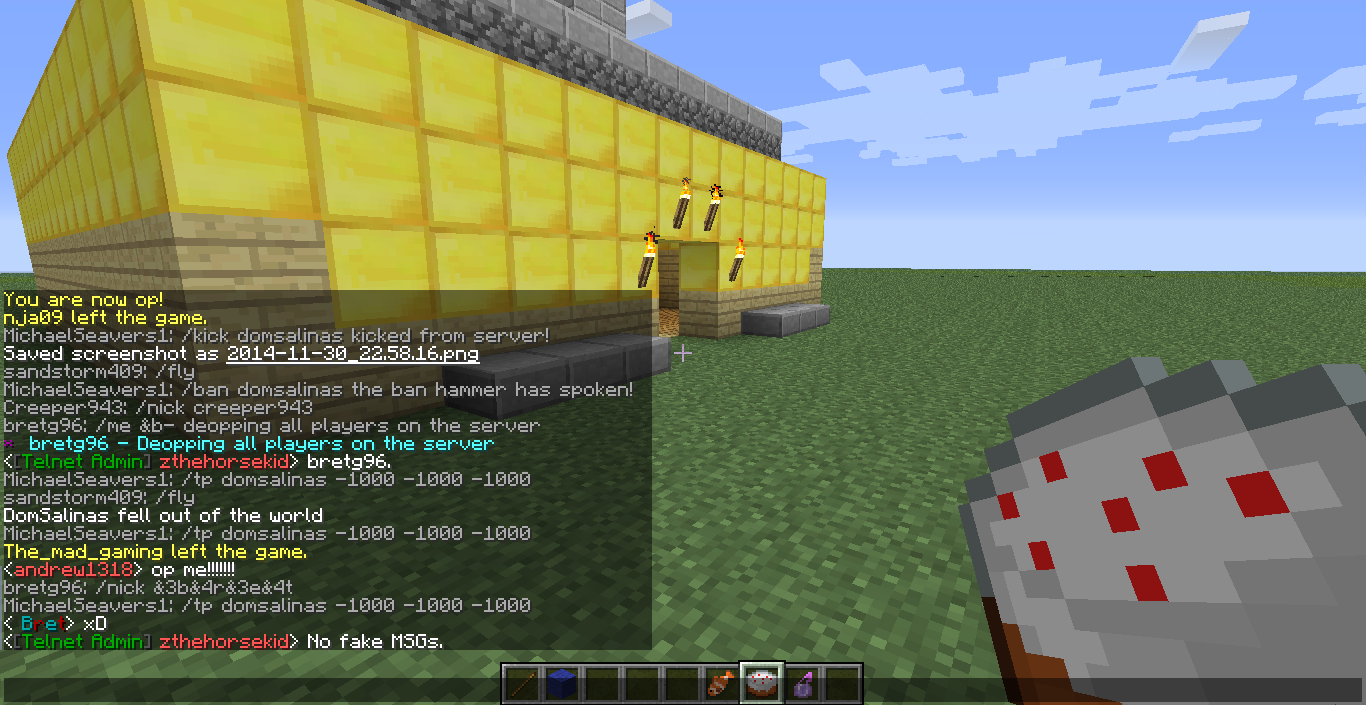 You are now op!
nja09 left the game.
MichaelSeavers1: /kick domsalinas kicked from server!
Saved screenshot as 2014-11-30_22.58.16.png
sandstorm409: /fly
MichaelSeavers1: /ban domsalinas the ban hammer has spoken!
Creeper943: /nick creeper943
bretg96: /me &b- deopping all players on the server
* bretg96 - Deopping all players on the server
<[Telnet Admin] zthehorsekid> bretg96.
MichaelSeavers1: /tp domsalinas -1000 -1000 -1000
sandstorm409: /fly
DomSalinas fell out of the world
MichaelSeavers1: /tp domsalinas -1000 -1000 -1000
The_mad_gaming left the game.
<andrew1318> op me!!!!!!!
bretg96: /nick &3b&4r&3e&4t
MichaelSeavers1: /tp domsalinas -1000 -1000 -1000
< Bret> xD
<[Telnet Admin] zthehorsekid> No fake MSGs.